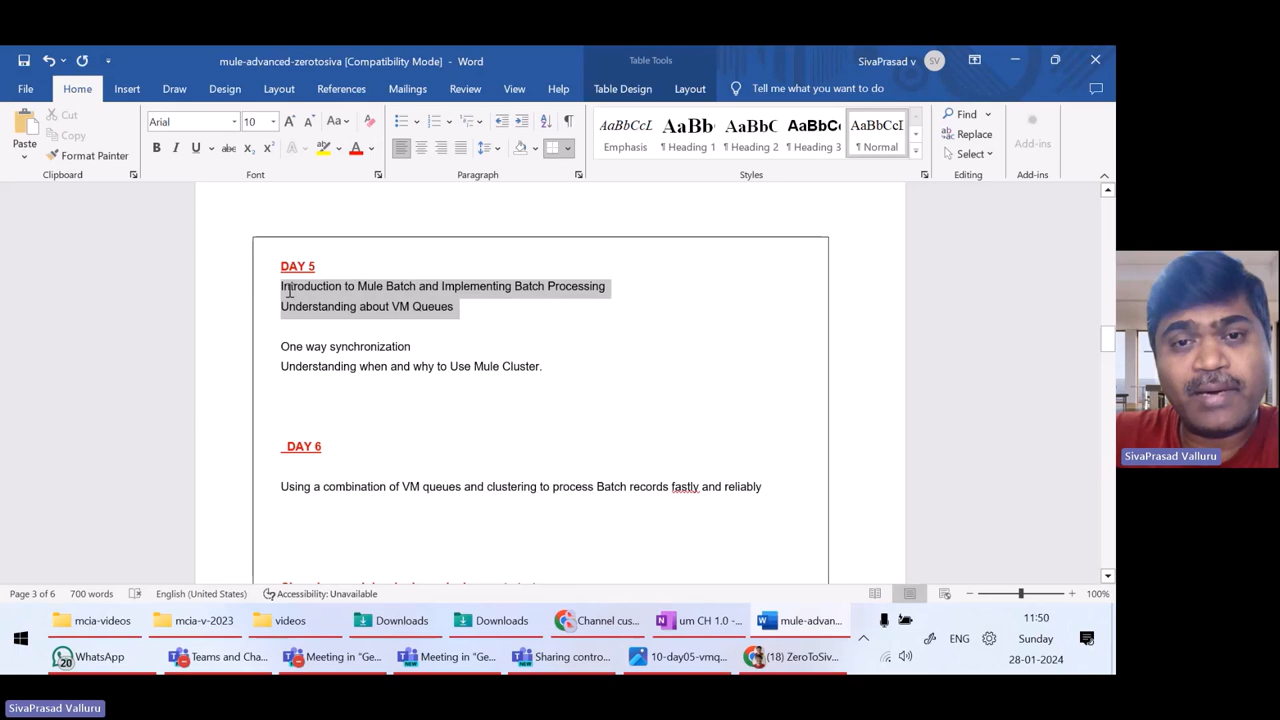 mule-advanced-zerotosiva [Compatibility Mode] - Word
Table Tools
SivaPrasad v
SV
File
Home
Insert
Draw
Design
Layout
References
Mailings
Review
View
Help
Table Design
Layout
Tell me what you want to do
Paste
Cut
Copy
Format Painter
Clipboard
Arial
10
Font
Paragraph
AaBbCcL
Emphasis
AaBbC
¶ Heading 1
AaBbC
¶ Heading 2
AaBbC
¶ Heading 3
AaBbCcI
¶ Normal
Styles
Find
Replace
Select
Editing
Add-ins
Add-ins
DAY 5
Introduction to Mule Batch and Implementing Batch Processing
Understanding about VM Queues
One way synchronization
Understanding when and why to Use Mule Cluster.
DAY 6
Using a combination of VM queues and clustering to process Batch records fastly and reliably
SivaPrasad Valluru
Page 3 of 6
700 words
English (United States)
Accessibility: Unavailable
100%
mcia-videos
mcia-v-2023
videos
Downloads
Downloads
Channel cus...
um CH 1.0 -...
mule-advan...
WhatsApp
20
Teams and Cha...
Meeting in "Ge...
Meeting in "Ge...
Sharing contro...
10-day05-vmq...
(18) ZeroToSiv...
ENG
11:50
Sunday
28-01-2024
SivaPrasad Valluru